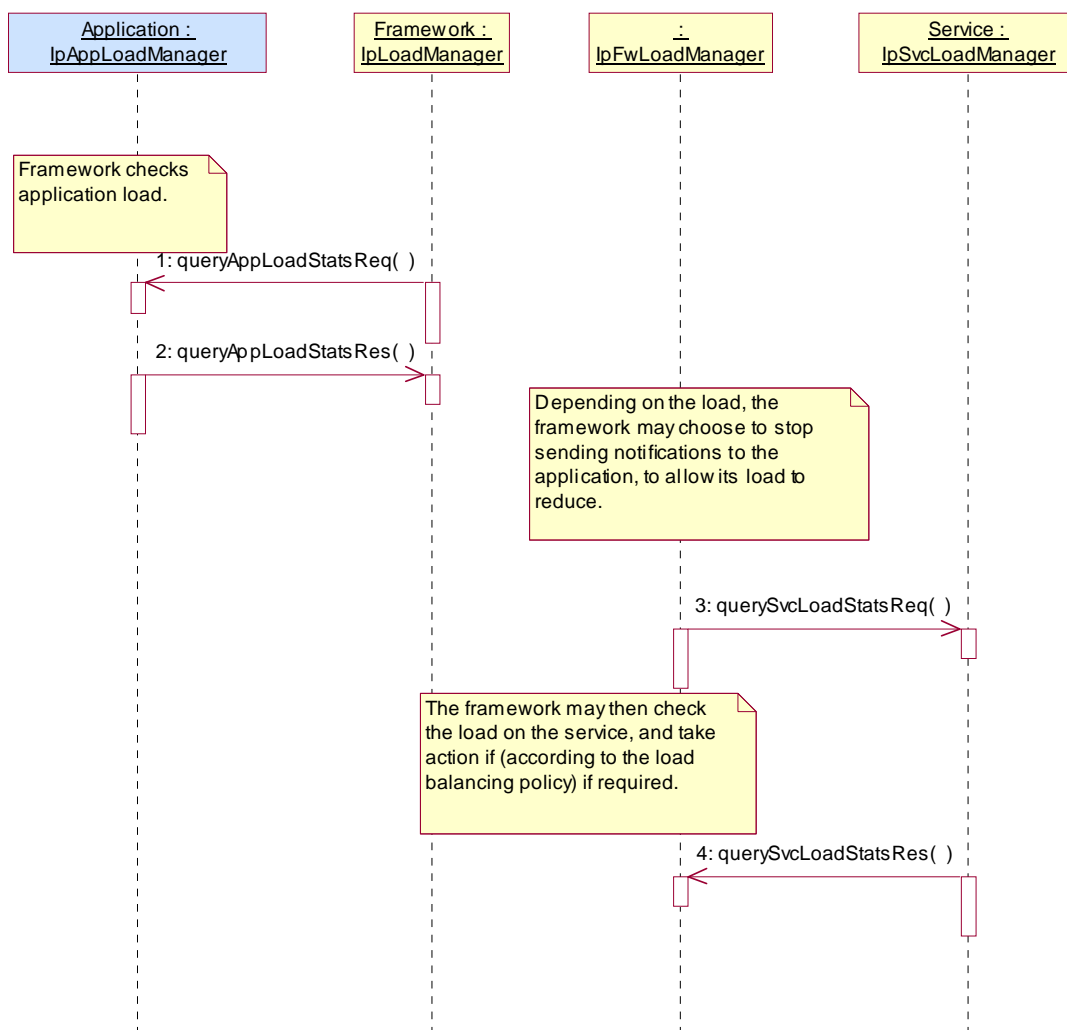 Application :
IpAppLoadManager
Framework :
IpLoadManager
:
IpFwLoadManager
Service :
IpSvcLoadManager
Framework checks
application load.
1: queryAppLoadStatsReq( )
2: queryAppLoadStatsRes( )
Depending on the load, the
framework may choose to stop
sending notifications to the
application, to allow its load to
reduce.
3: querySvcLoadStatsReq( )
The framework may then check
the load on the service, and take
action if (according to the load
balancing policy) if required.
4: querySvcLoadStatsRes( )